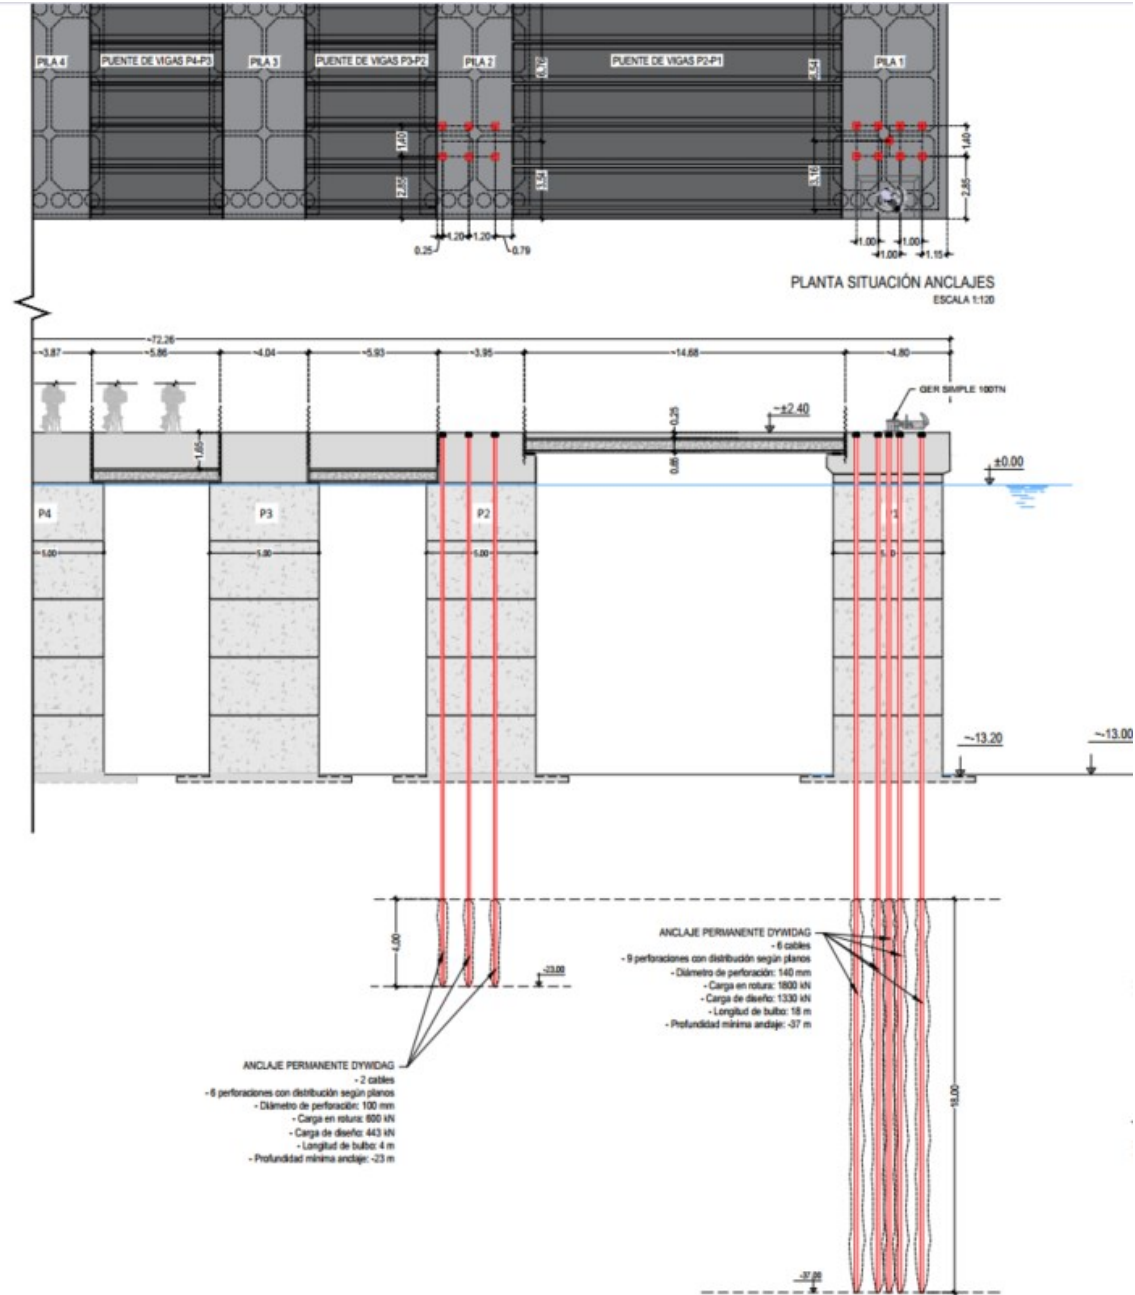 PILA 4
PUENTE DE VIGAS P4-P3
PILA 3
PUENTE DE VIGAS P3-P2
PILA 2
PUENTE DE VIGAS P2-P1
PILA 1
1,40
1,40
2,85
3,16
1.20
1.20
0.25
0.79
1.00
1.00
1.00
1.15
PLANTA SITUACIÓN ANCLAJES
ESCALA 1:120
~72.26
~3.87
~5.86
~4.04
~5.93
~3.95
~14.68
~4.80
GER SIMPLE 100TN
~±2.40
0,25
1,65
0,85
±0.00
P4
P3
P2
5.00
5.00
5.00
~-13.20
~-13.00
4,00
-23.00
ANCLAJE PERMANENTE DYWIDAG
- 6 cables
- 9 perforaciones con distribución según planos
- Diámetro de perforación: 140 mm
- Carga en rotura: 1800 kN
- Carga de diseño: 1330 kN
- Longitud de bulbo: 18 m
- Profundidad mínima anclaje: -37 m
ANCLAJE PERMANENTE DYWIDAG
- 2 cables
- 6 perforaciones con distribución según planos
- Diámetro de perforación: 100 mm
- Carga en rotura: 600 kN
- Carga de diseño: 443 kN
- Longitud de bulbo: 4 m
- Profundidad mínima anclaje: -23 m
18,00
-37.00